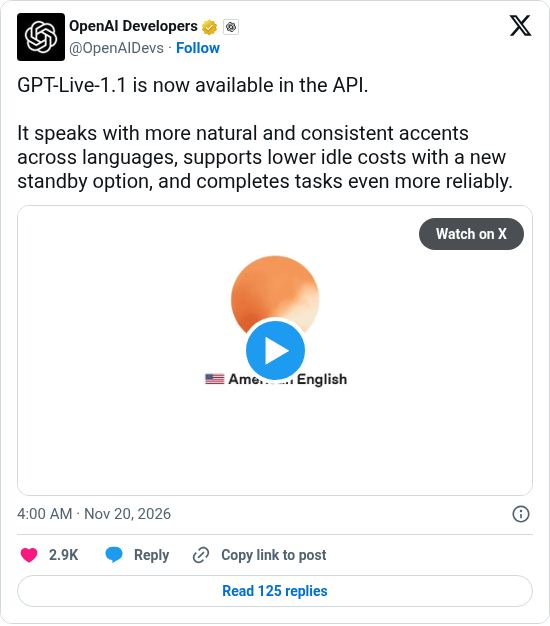 OpenAI Developers
@OpenAIDevs · Follow
GPT-Live-1.1 is now available in the API.
It speaks with more natural and consistent accents
across languages, supports lower idle costs with a new
standby option, and completes tasks even more reliably.
Watch on X
American English
4:00 AM · Nov 20, 2026
2.9K Reply Copy link to post
Read 125 replies